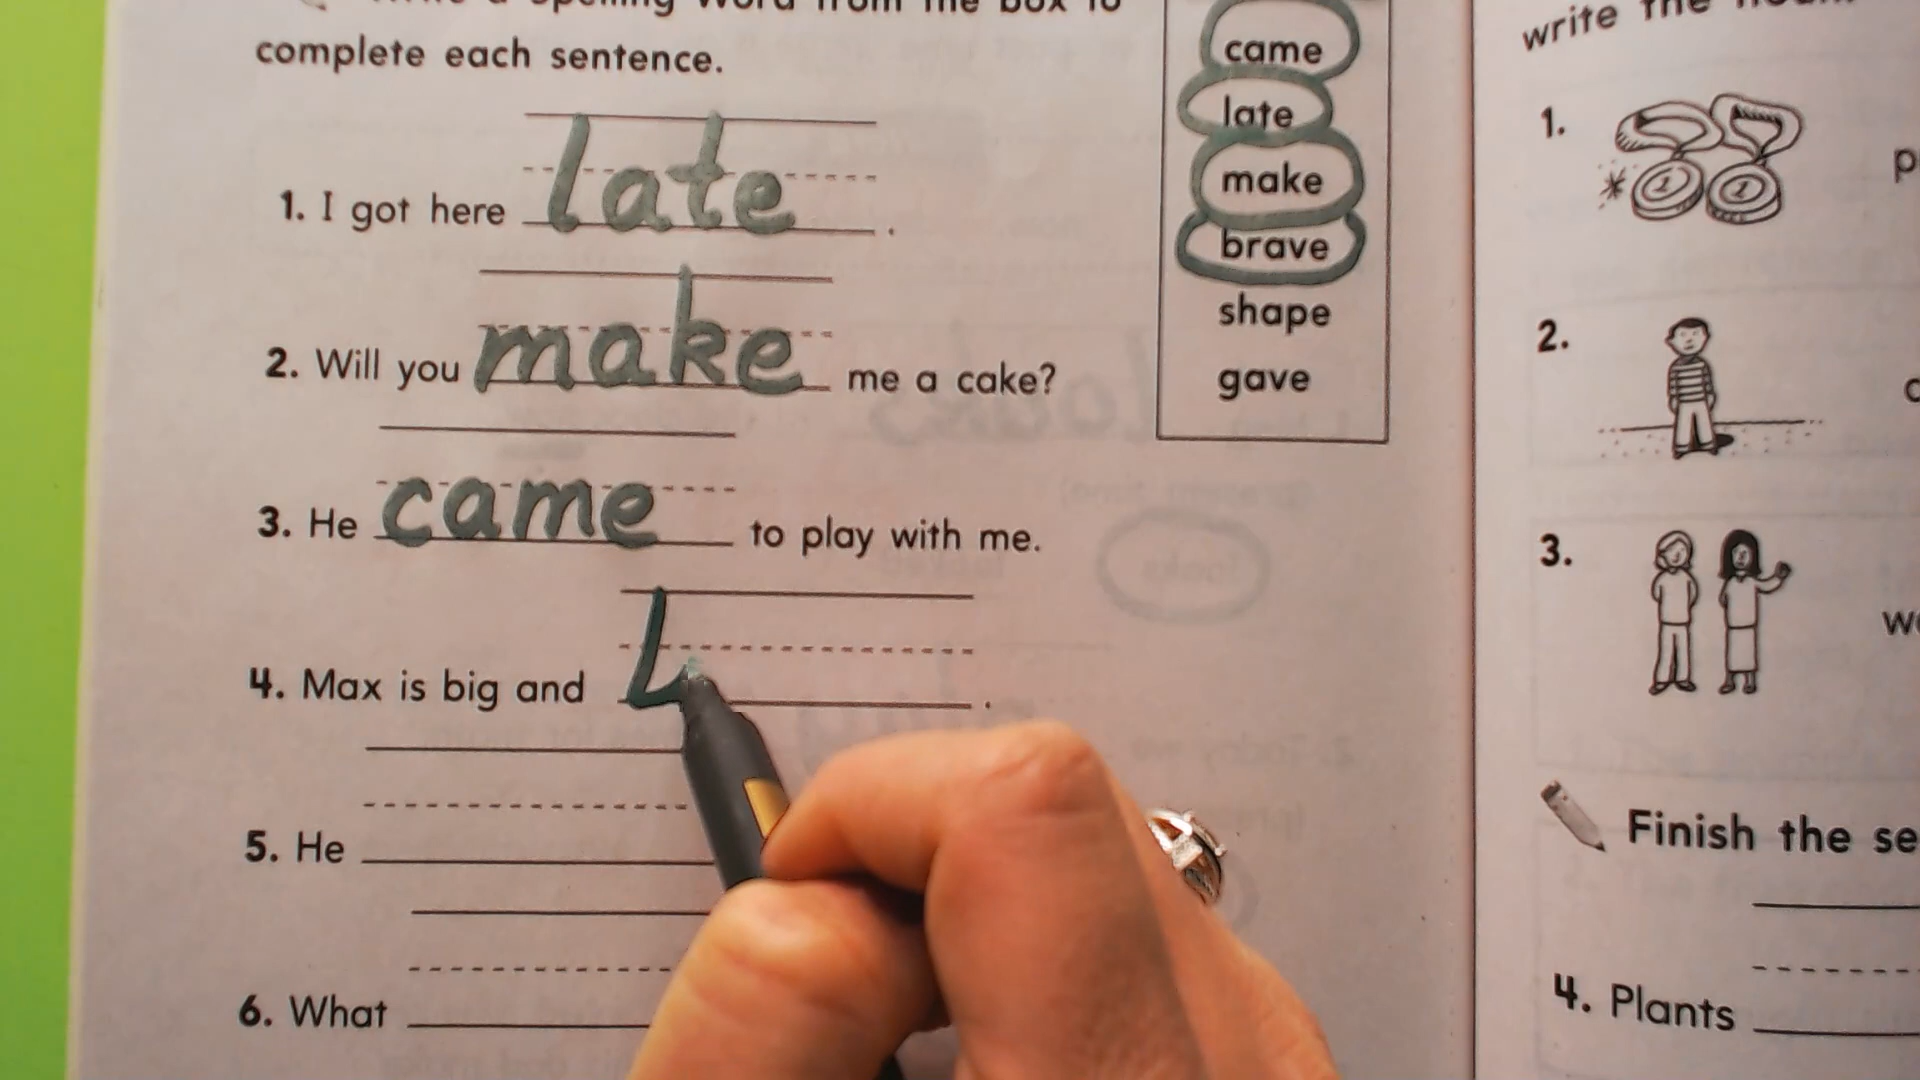 complete each sentence.
1. I got here late.
2. Will you make me a cake?
3. He came to play with me.
4. Max is big and
5. He
6. What
came
late
make
brave
shape
gave
write the
1.
2.
3.
Finish the
4. Plants